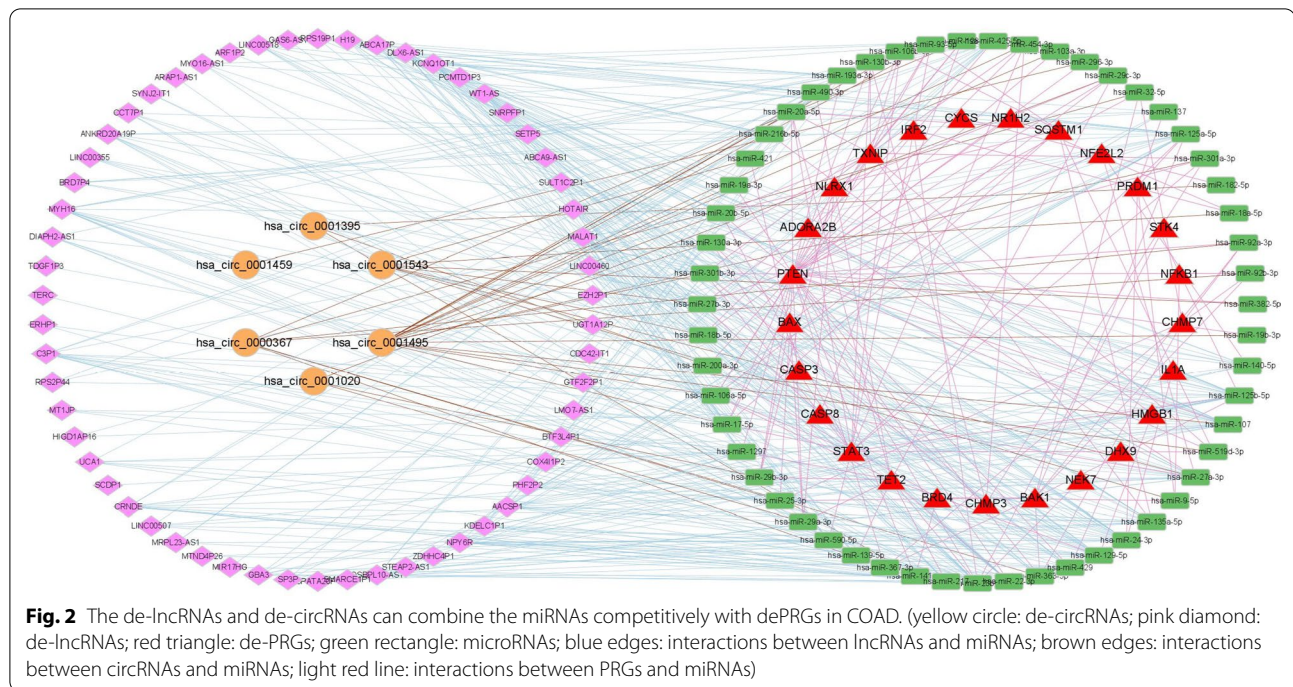 RPS19P1
H19
ABCA17P
DLX6-AS1
KCNQ1OT1
PCMTD1P3
WT1-AS
SNRPFP1
SETP5
ABCA9-AS1
SULT1C2P1
HOTAIR
MALAT1
LINC00460
EZH2P1
UGT1A12P
CDC42-IT1
GTF2F2P1
LMO7-AS1
BTF3L4P1
COX4I1P2
PHF2P2
AACSP1
KDELC1P1
NPY6R
ZDHHC4P1
STEAP2-AS1
SP3P
GBA3
MIR17HG
MTND4P26
MRPL23-AS1
CRNDE
SCDP1
UCA1
HIGD1AP16
MT1JP
RPS2P44
C3P1
ERHP1
TERC
TDGF1P3
DIAPH2-AS1
MYH16
BRD7P4
LINC00355
ANKRD20A19P
CCT7P1
SYNJ2-IT1
ARAP1-AS1
MYO16-AS1
ARF1P2
LINC00518
hsa_circ_0001395
hsa_circ_0001459
hsa_circ_0001543
hsa_circ_0000367
hsa_circ_0001495
hsa_circ_0001020
hsa-miR-425-5p
hsa-miR-454-3p
hsa-miR-103a-3p
hsa-miR-29c-3p
hsa-miR-32-5p
hsa-miR-137
hsa-miR-125a-5p
hsa-miR-301a-3p
hsa-miR-182-5p
hsa-miR-18a-5p
hsa-miR-92a-3p
hsa-miR-92b-3p
hsa-miR-382-5p
hsa-miR-19b-3p
hsa-miR-140-5p
hsa-miR-125b-5p
hsa-miR-107
hsa-miR-519d-3p
hsa-miR-27a-3p
hsa-miR-9-5p
hsa-miR-135a-5p
hsa-miR-24-3p
hsa-miR-129-5p
hsa-miR-429
hsa-miR-22-3p
hsa-miR-367-3p
hsa-miR-139-5p
hsa-miR-590-5p
hsa-miR-29a-3p
hsa-miR-25-3p
hsa-miR-29b-3p
hsa-miR-1297
hsa-miR-17-5p
hsa-miR-106a-5p
hsa-miR-200a-3p
hsa-miR-18b-5p
hsa-miR-27b-3p
hsa-miR-301b-3p
hsa-miR-130a-3p
hsa-miR-20b-5p
hsa-miR-19a-3p
hsa-miR-421
hsa-miR-216b-5p
hsa-miR-20a-5p
hsa-miR-490-3p
hsa-miR-193a-3p
hsa-miR-130b-3p
CYCS
NR1H2
SQSTM1
NFE2L2
PRDM1
STK4
NFKB1
CHMP7
IL1A
HMGB1
DHX9
NEK7
BAK1
CHMP3
BRD4
TET2
STAT3
CASP8
CASP3
BAX
PTEN
ADORA2B
NLRX1
TXNIP
IRF2
Fig. 2 The de-lncRNAs and de-circRNAs can combine the miRNAs competitively with dePRGs in COAD. (yellow circle: de-circRNAs; pink diamond:
de-lncRNAs; red triangle: de-PRGs; green rectangle: microRNAs; blue edges: interactions between lncRNAs and miRNAs; brown edges: interactions
between circRNAs and miRNAs; light red line: interactions between PRGs and miRNAs)